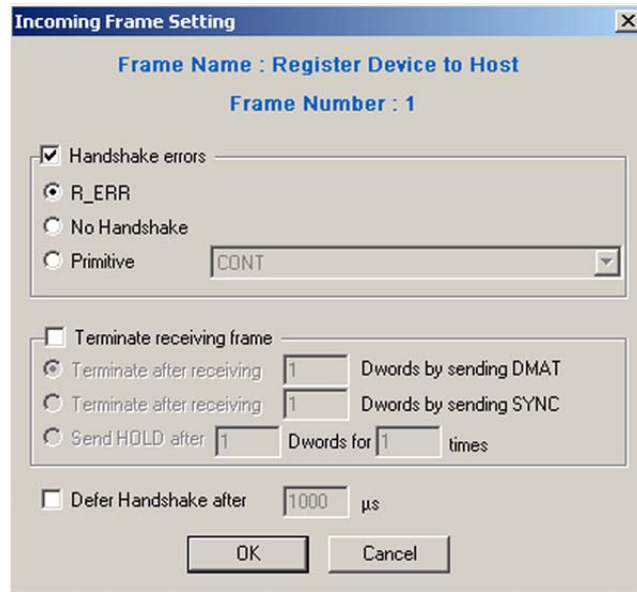 Incoming Frame Setting
Frame Name : Register Device to Host
Frame Number : 1
Handshake errors
R_ERR
No Handshake
Primitive CONT
Terminate receiving frame
Terminate after receiving 1 Dwords by sending DMAT
Terminate after receiving 1 Dwords by sending SYNC
Send HOLD after 1 Dwords for 1 times
Defer Handshake after 1000 µs
OK Cancel